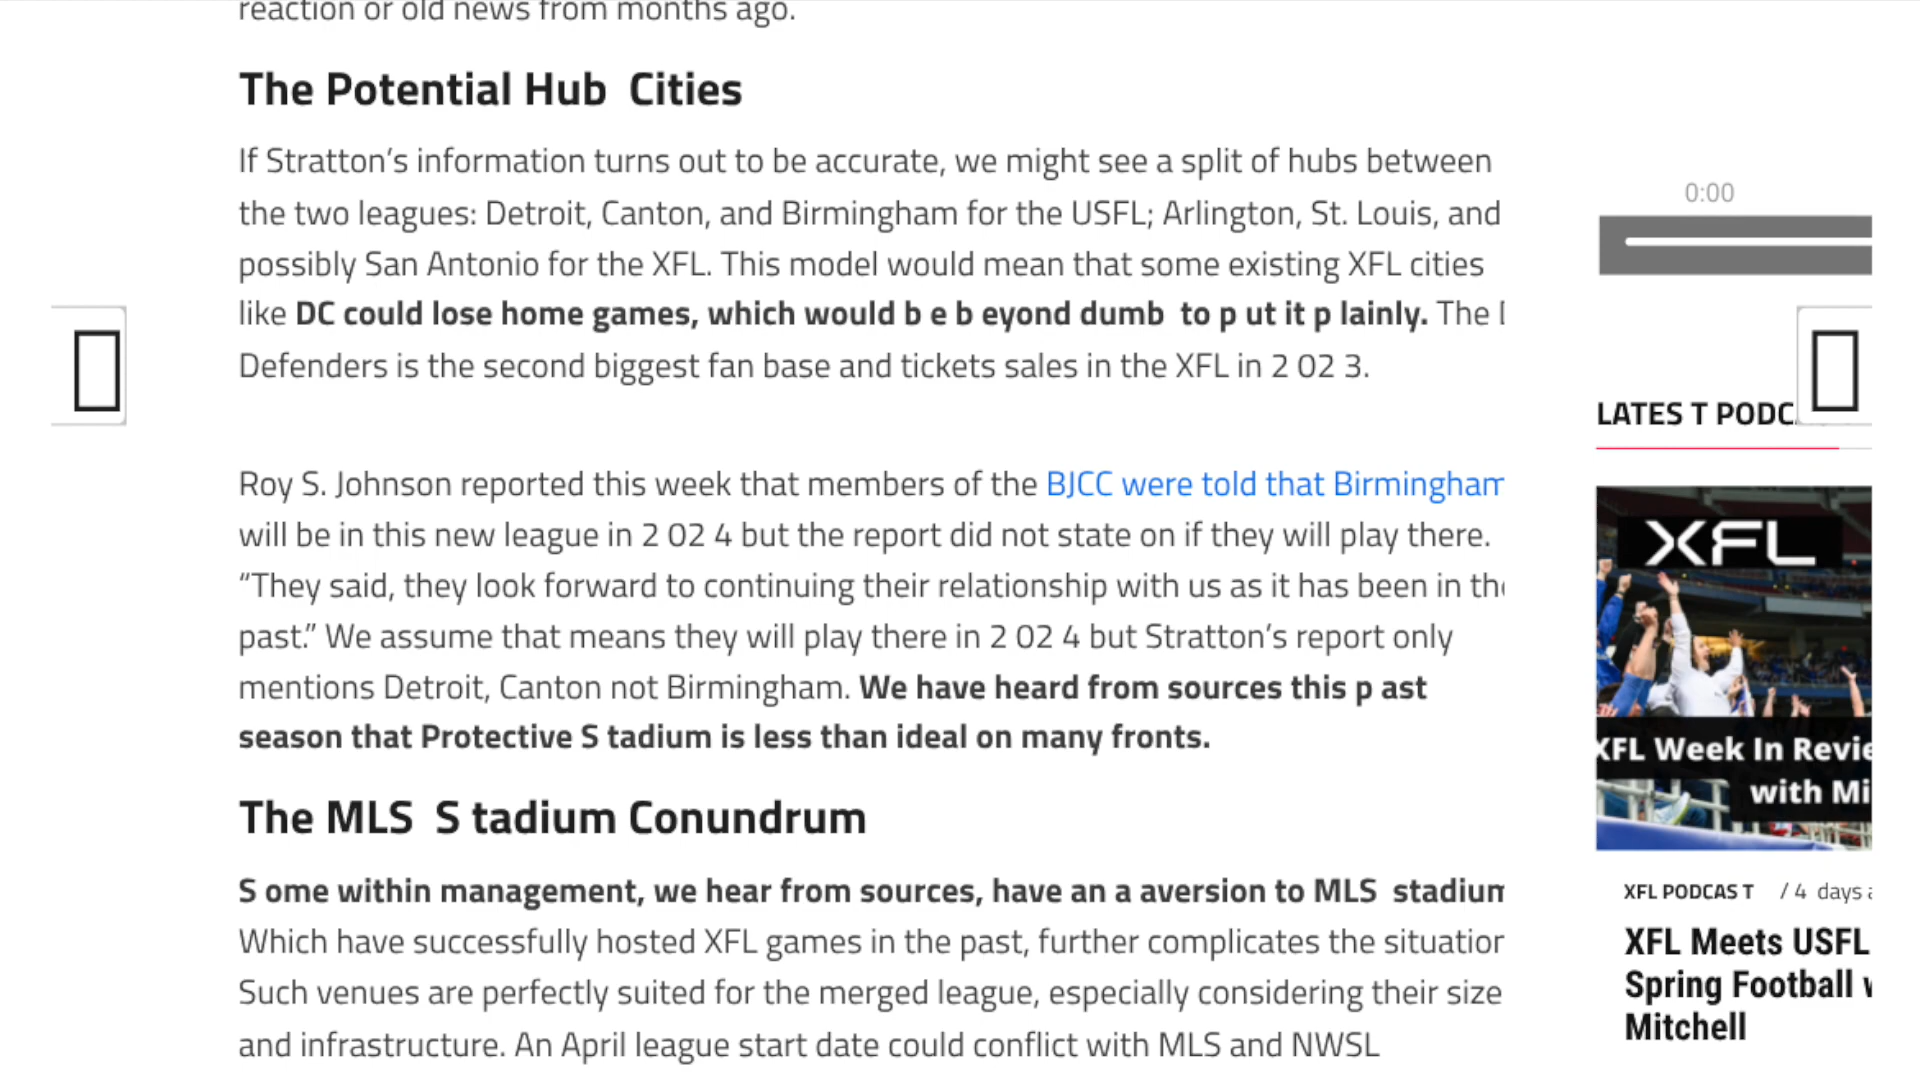 reaction or old news from months ago.
The Potential Hub Cities
If Stratton's information turns out to be accurate, we might see a split of hubs between
the two leagues: Detroit, Canton, and Birmingham for the USFL; Arlington, St. Louis, and
possibly San Antonio for the XFL. This model would mean that some existing XFL cities
like DC could lose home games, which would b e b eyond dumb to p ut it p lainly. The
Defenders is the second biggest fan base and tickets sales in the XFL in 2 02 3.
Roy S. Johnson reported this week that members of the BJCC were told that Birmingham
will be in this new league in 2 02 4 but the report did not state on if they will play there.
“They said, they look forward to continuing their relationship with us as it has been in the
past.” We assume that means they will play there in 2 02 4 but Stratton's report only
mentions Detroit, Canton not Birmingham. We have heard from sources this p ast
season that Protective S tadium is less than ideal on many fronts.
The MLS S tadium Conundrum
S ome within management, we hear from sources, have an a aversion to MLS stadium
Which have successfully hosted XFL games in the past, further complicates the situation
Such venues are perfectly suited for the merged league, especially considering their size
and infrastructure. An April league start date could conflict with MLS and NWSL
0:00
LATES T PODC
XFL
XFL Week In Revie
with Mi
XFL PODCAS T / 4 days a
XFL Meets USFL
Spring Football w
Mitchell